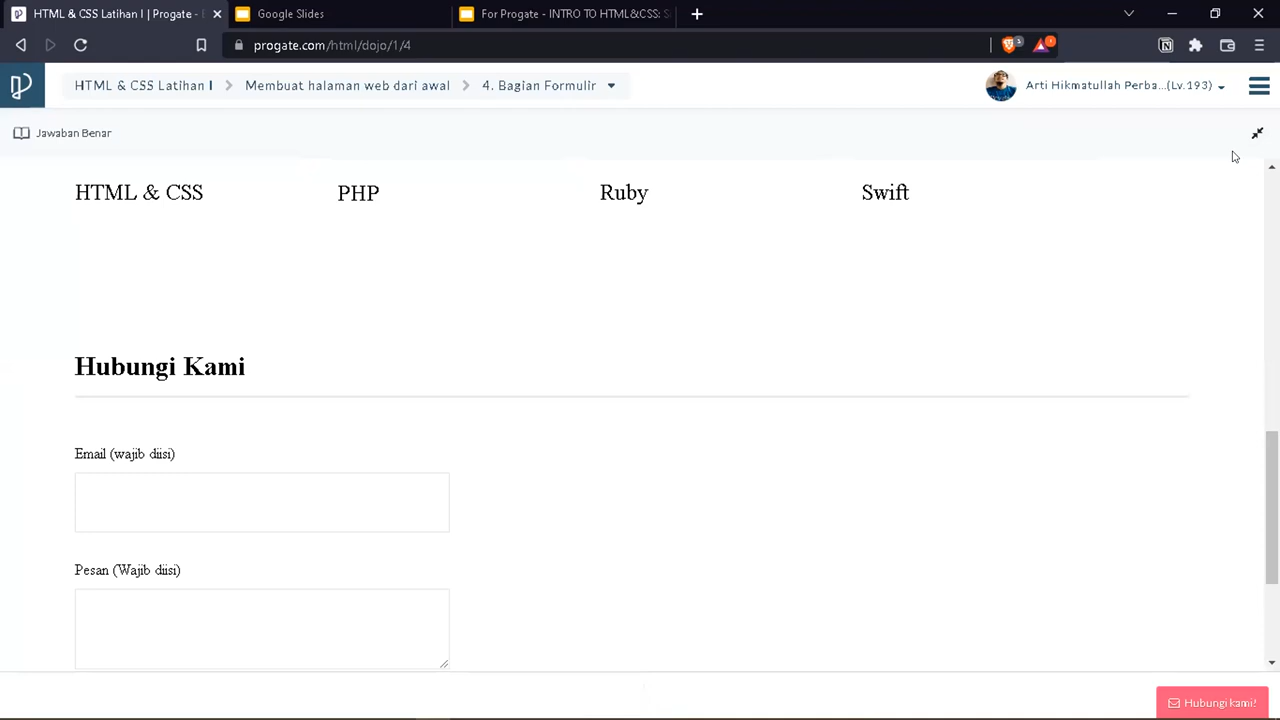 HTML & CSS Latihan I | Progate -
Google Slides
For Progate - INTRO TO HTML&CSS: S
progate.com/html/dojo/1/4
HTML & CSS Latihan I
Membuat halaman web dari awal
4. Bagian Formulir
Arti Hikmatullah Perba...(Lv.193)
Jawaban Benar
HTML & CSS
PHP
Ruby
Swift
Hubungi Kami
Email (wajib diisi)
Pesan (Wajib diisi)
Hubungi kami!